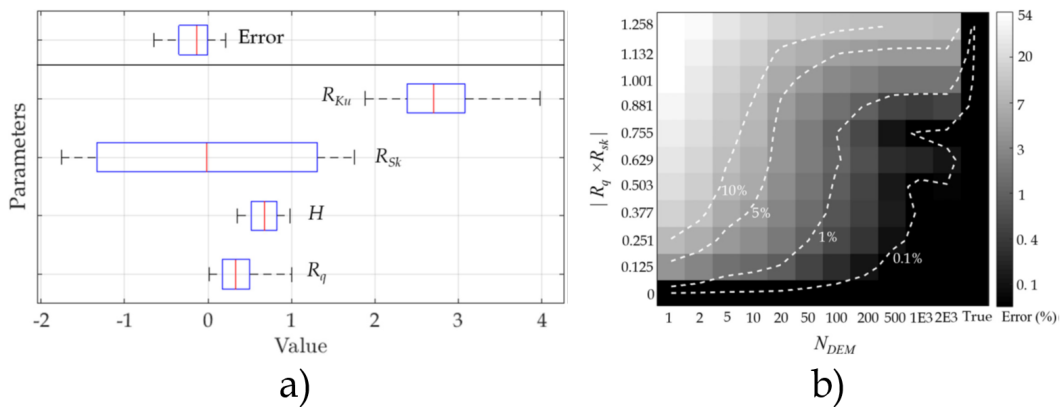 a)
Parameters
Error
R_Ku
R_Sk
H
R_q
-2 -1 0 1 2 3 4
Value
b)
| R_q ×R_sk |
1.258
1.132
1.001
0.881
0.755
0.629
0.503
0.377
0.251
0.125
0
10%
5%
1%
0.1%
1 2 5 10 20 50 100 200 500 1E3 2E3 True
N_DEM
54
20
7
3
1
0. 4
0. 1
Error (%)